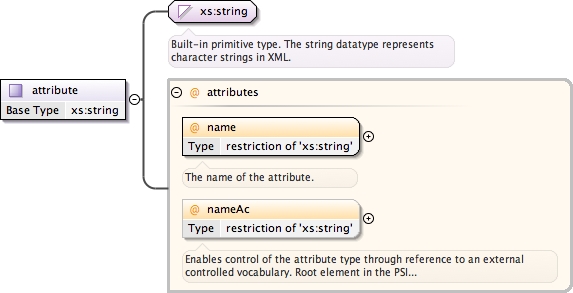 xs:string
Built-in primitive type. The string datatype represents
character strings in XML.
attribute
Base Type xs:string
@ attributes
@ name
Type restriction of 'xs:string'
The name of the attribute.
@ nameAc
Type restriction of 'xs:string'
Enables control of the attribute type through reference to an external
controlled vocabulary. Root element in the PSI...